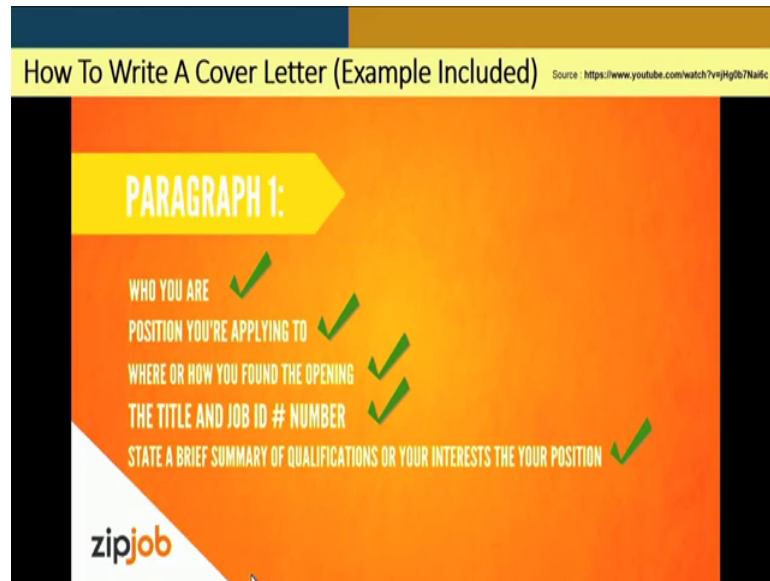 How To Write A Cover Letter (Example Included) Source : https://www.youtube.com/watch?v=jHg0b7Nai6c
PARAGRAPH 1:
WHO YOU ARE
POSITION YOU'RE APPLYING TO
WHERE OR HOW YOU FOUND THE OPENING
THE TITLE AND JOB ID # NUMBER
STATE A BRIEF SUMMARY OF QUALIFICATIONS OR YOUR INTERESTS THE YOUR POSITION
zipjob